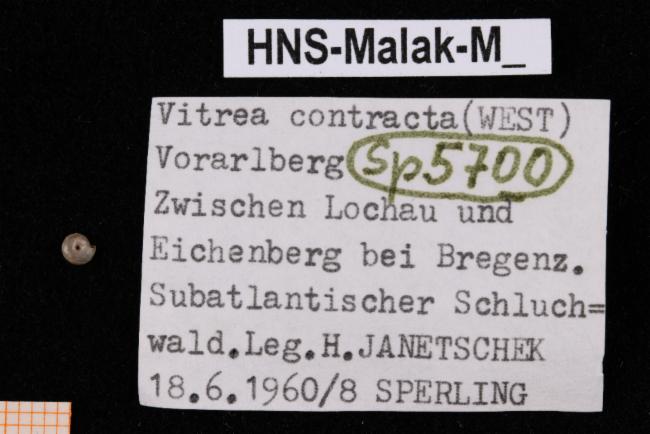 HNS-Malak-M_
Vitrea contracta(WEST)
Vorarlberg Sp5700
Zwischen Lochau und
Eichenberg bei Bregenz.
Subatlantischer Schluch=
wald.Leg.H.JANETSCHEK
18.6.1960/8 SPERLING